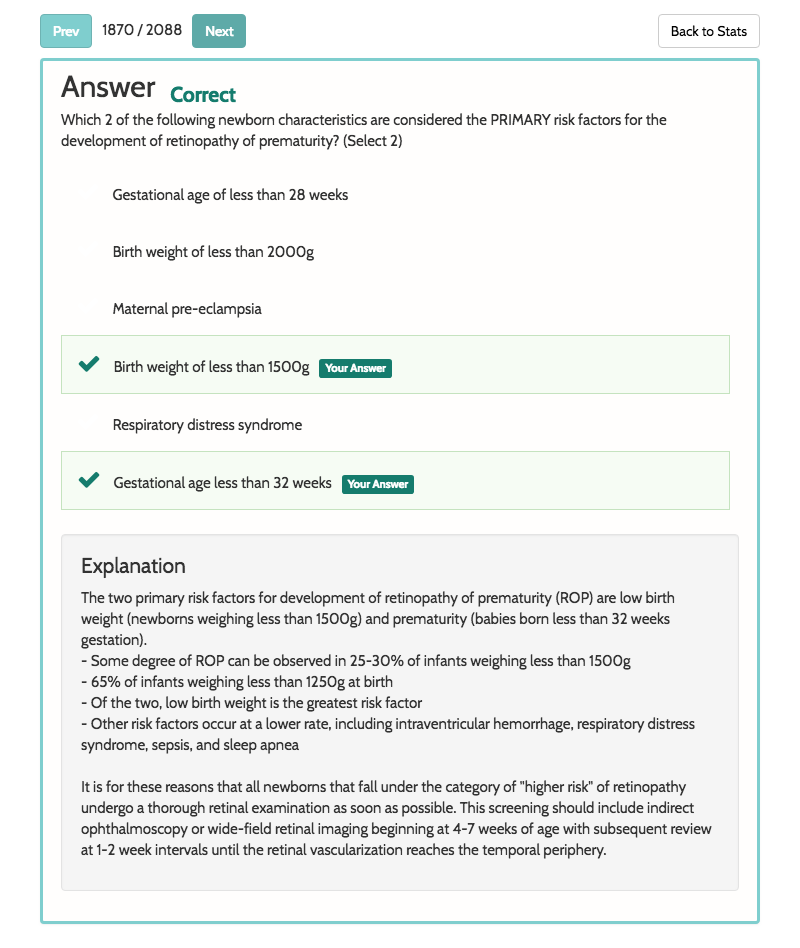 Prev 1870 / 2088 Next Back to Stats
Answer Correct
Which 2 of the following newborn characteristics are considered the PRIMARY risk factors for the
development of retinopathy of prematurity? (Select 2)
Gestational age of less than 28 weeks
Birth weight of less than 2000g
Maternal pre-eclampsia
Birth weight of less than 1500g Your Answer
Respiratory distress syndrome
Gestational age less than 32 weeks Your Answer
Explanation
The two primary risk factors for development of retinopathy of prematurity (ROP) are low birth
weight (newborns weighing less than 1500g) and prematurity (babies born less than 32 weeks
gestation).
- Some degree of ROP can be observed in 25-30% of infants weighing less than 1500g
- 65% of infants weighing less than 1250g at birth
- Of the two, low birth weight is the greatest risk factor
- Other risk factors occur at a lower rate, including intraventricular hemorrhage, respiratory distress
syndrome, sepsis, and sleep apnea
It is for these reasons that all newborns that fall under the category of "higher risk" of retinopathy
undergo a thorough retinal examination as soon as possible. This screening should include indirect
ophthalmoscopy or wide-field retinal imaging beginning at 4-7 weeks of age with subsequent review
at 1-2 week intervals until the retinal vascularization reaches the temporal periphery.